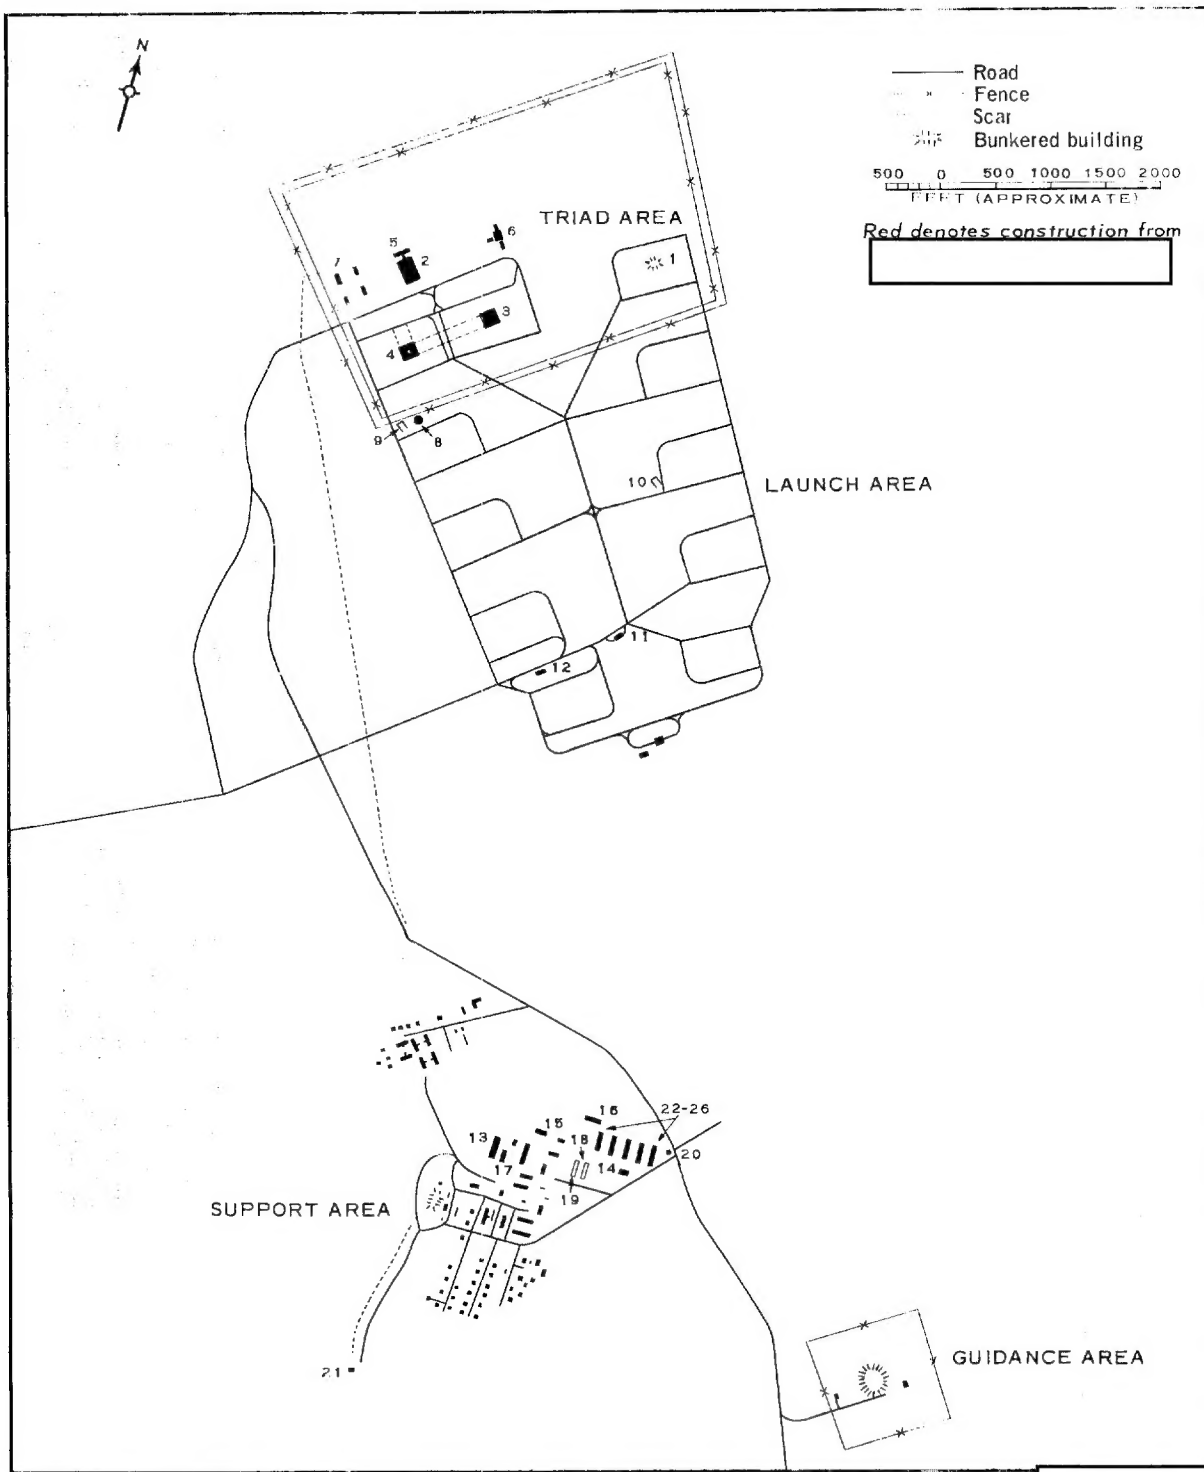 N
Road
Fence
Scar
Bunkered building
500 0 500 1000 1500 2000
FEET (APPROXIMATE)
Red denotes construction from
TRIAD AREA
6
5
7
2
1
3
4
9
8
10
LAUNCH AREA
11
12
16
22-26
15
13
18
20
17
14
19
SUPPORT AREA
GUIDANCE AREA
21